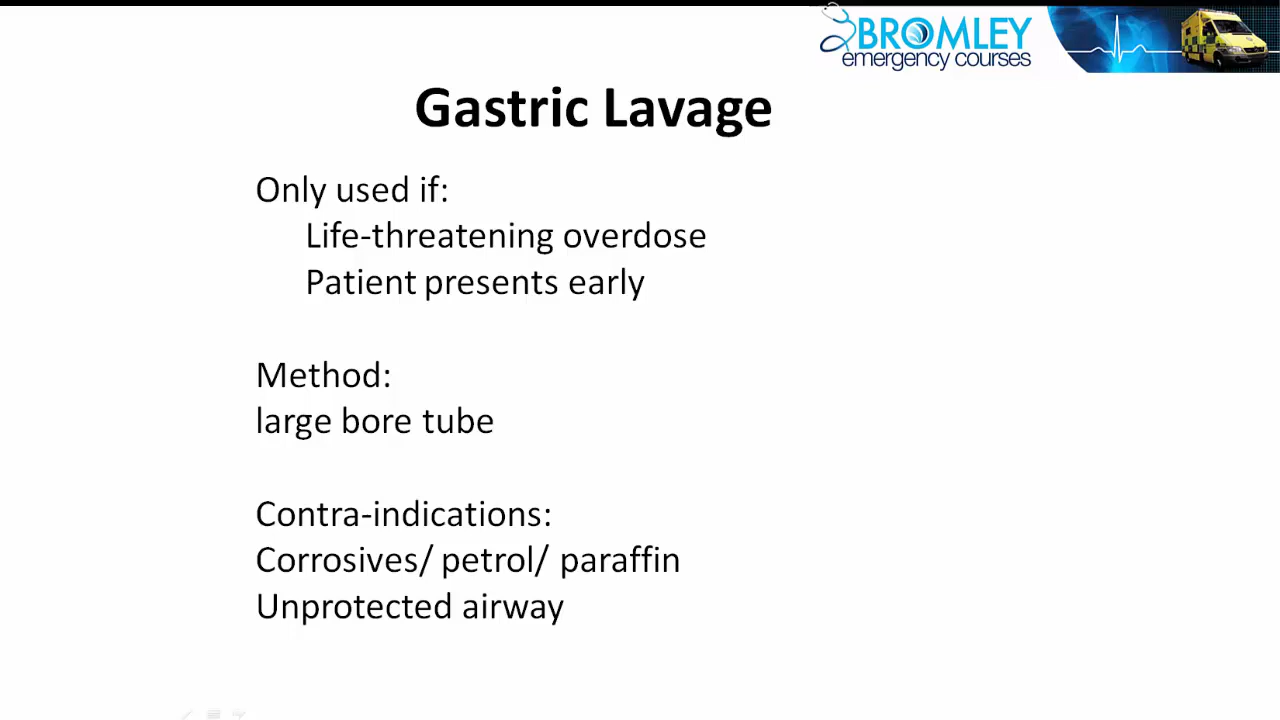 BROMLEY
emergency courses
Gastric Lavage
Only used if:
Life-threatening overdose
Patient presents early
Method:
large bore tube
Contra-indications:
Corrosives/ petrol/ paraffin
Unprotected airway